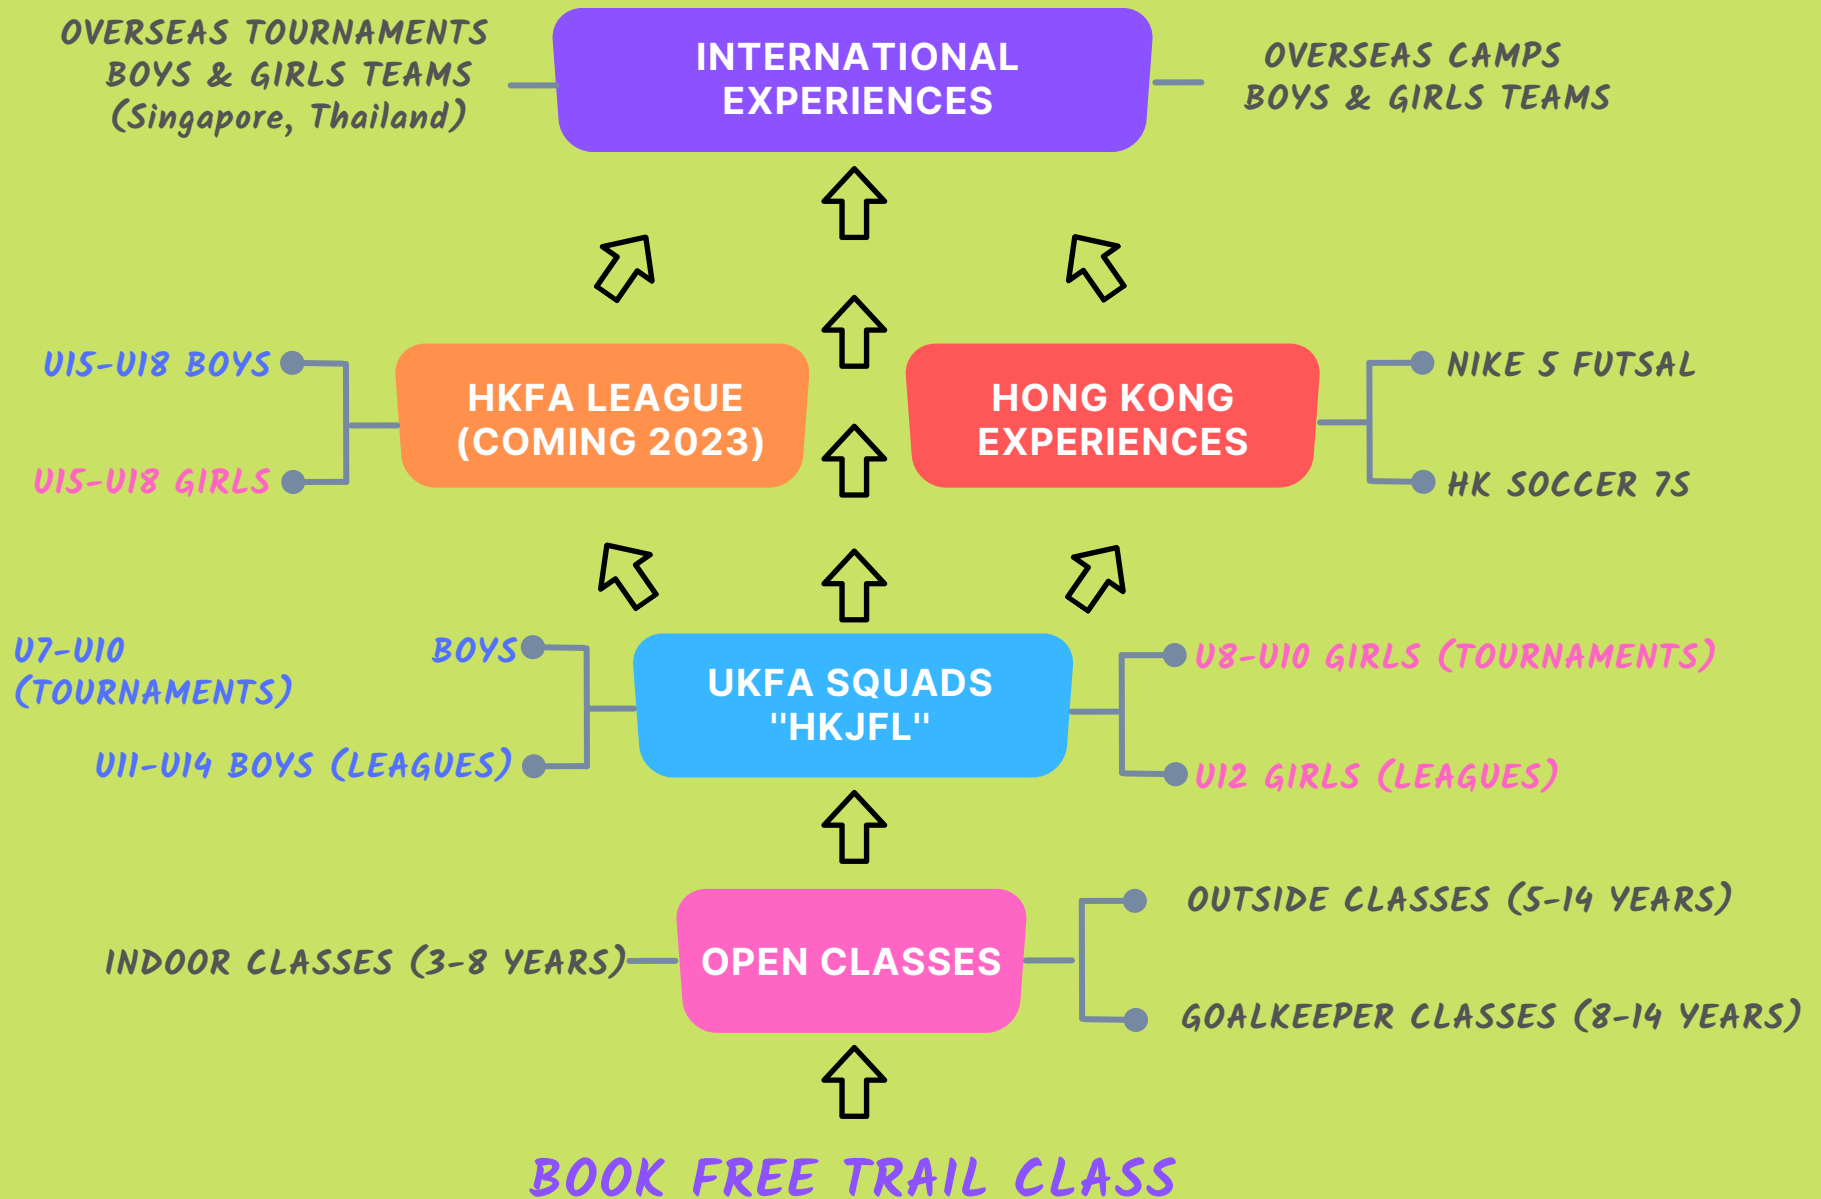 OVERSEAS TOURNAMENTS
BOYS & GIRLS TEAMS
(Singapore, Thailand)
INTERNATIONAL
EXPERIENCES
OVERSEAS CAMPS
BOYS & GIRLS TEAMS
U15-U18 BOYS
U15-U18 GIRLS
HKFA LEAGUE
(COMING 2023)
HONG KONG
EXPERIENCES
NIKE 5 FUTSAL
HK SOCCER 7S
U7-U10 BOYS
(TOURNAMENTS)
U11-U14 BOYS (LEAGUES)
UKFA SQUADS
"HKJFL"
U8-U10 GIRLS (TOURNAMENTS)
U12 GIRLS (LEAGUES)
INDOOR CLASSES (3-8 YEARS)
OPEN CLASSES
OUTSIDE CLASSES (5-14 YEARS)
GOALKEEPER CLASSES (8-14 YEARS)
BOOK FREE TRAIL CLASS